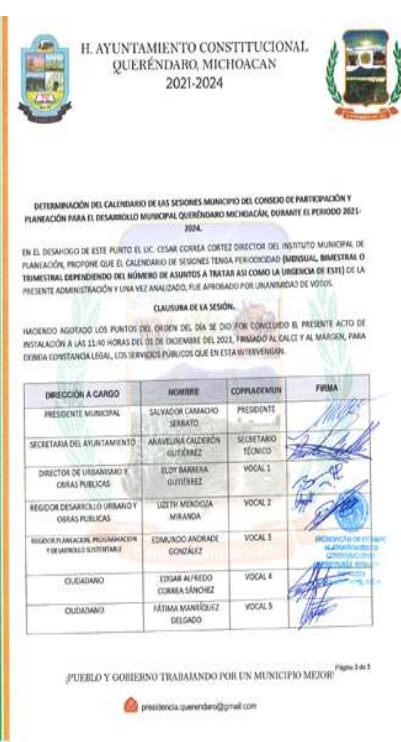 H. AYUNTAMIENTO CONSTITUCIONAL
QUERÉNDARO, MICHOACAN
2021-2024
DETERMINACIÓN DEL CALENDARIO DE LAS SESIONES MUNICIPIO DEL CONSEJO DE PARTICIPACIÓN Y
PLANEACIÓN PARA EL DESARROLLO MUNICIPAL QUERÉNDARO MICHOACÁN, DURANTE EL PERIODO 2021-
2024.
EN EL DESAHOGO DE ESTE PUNTO EL LIC. CESAR CORREA CORTEZ DIRECTOR DEL INSTITUTO MUNICIPAL DE
PLANEACIÓN, PROPONE QUE EL CALENDARIO DE SESIONES TENGA PERIODICIDAD (MENSUAL, BIMESTRAL O
TRIMESTRAL DEPENDIENDO DEL NÚMERO DE ASUNTOS A TRATAR ASI COMO LA URGENCIA DE ESTE) DE LA
PRESENTE ADMINISTRACIÓN Y UNA VEZ ANALIZADO, FUE APROBADO POR UNANIMIDAD DE VOTOS.
CLAUSURA DE LA SESIÓN.
HACIENDO AGOTADO LOS PUNTOS DEL ORDEN DEL DÍA SE DIO POR CONCLUIDO EL PRESENTE ACTO DE
INSTALACIÓN A LAS 11:40 HORAS DEL 01 DE DICIEMBRE DEL 2021, FIRMADO AL CALCE Y AL MARGEN, PARA
DEBIDA CONSTANCIA LEGAL, LOS SERVICIOS PÚBLICOS QUE EN ESTA INTERVENGAN.
DIRECCIÓN A CARGO NOMBRE COPPLADEMUN FIRMA
PRESIDENTE MUNICIPAL SALVADOR CAMACHO SERRATO PRESIDENTE
SECRETARIA DEL AYUNTAMIENTO ANAVELINA CALDERÓN GUTIÉRREZ SECRETARIO TÉCNICO
DIRECTOR DE URBANISMO Y OBRAS PUBLICAS ELOY BARRERA GUTIÉRREZ VOCAL 1
REGIDOR DESARROLLO URBANO Y OBRAS PUBLICAS LIZETH MENDOZA MIRANDA VOCAL 2
REGIDOR PLANEACION, PROGRAMACION Y DESARROLLO SUSTENTABLE EDMUNDO ANDRADE GONZÁLEZ VOCAL 3
CIUDADANO EDGAR ALFREDO CORREA SÁNCHEZ VOCAL 4
CIUDADANO FÁTIMA MANRÍQUEZ DELGADO VOCAL 5
Página 3 de 3
¡PUEBLO Y GOBIERNO TRABAJANDO POR UN MUNICIPIO MEJOR!
presidencia.querendaro@gmail.com